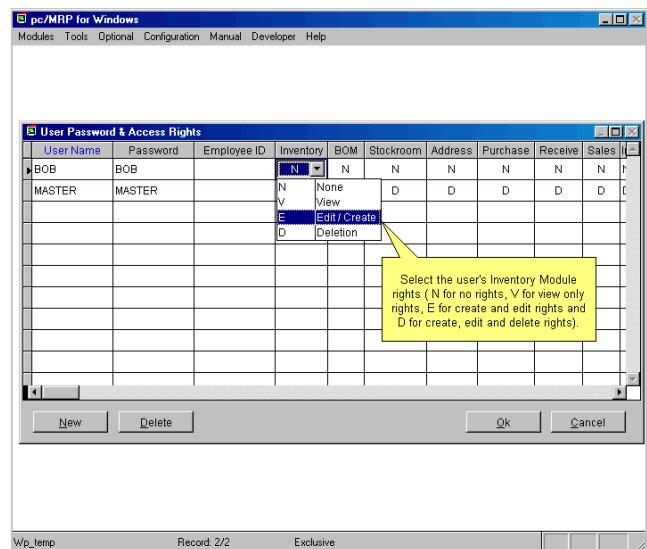 pc/MRP for Windows
Modules Tools Optional Configuration Manual Developer Help
User Password & Access Rights
User Name Password Employee ID Inventory BOM Stockroom Address Purchase Receive Sales
BOB BOB N N N N N N N
MASTER MASTER D D D D D
N None
V View
E Edit / Create
D Deletion
Select the user's Inventory Module
rights ( N for no rights, V for view only
rights, E for create and edit rights and
D for create, edit and delete rights).
New Delete Ok Cancel
Wp_temp Record: 2/2 Exclusive